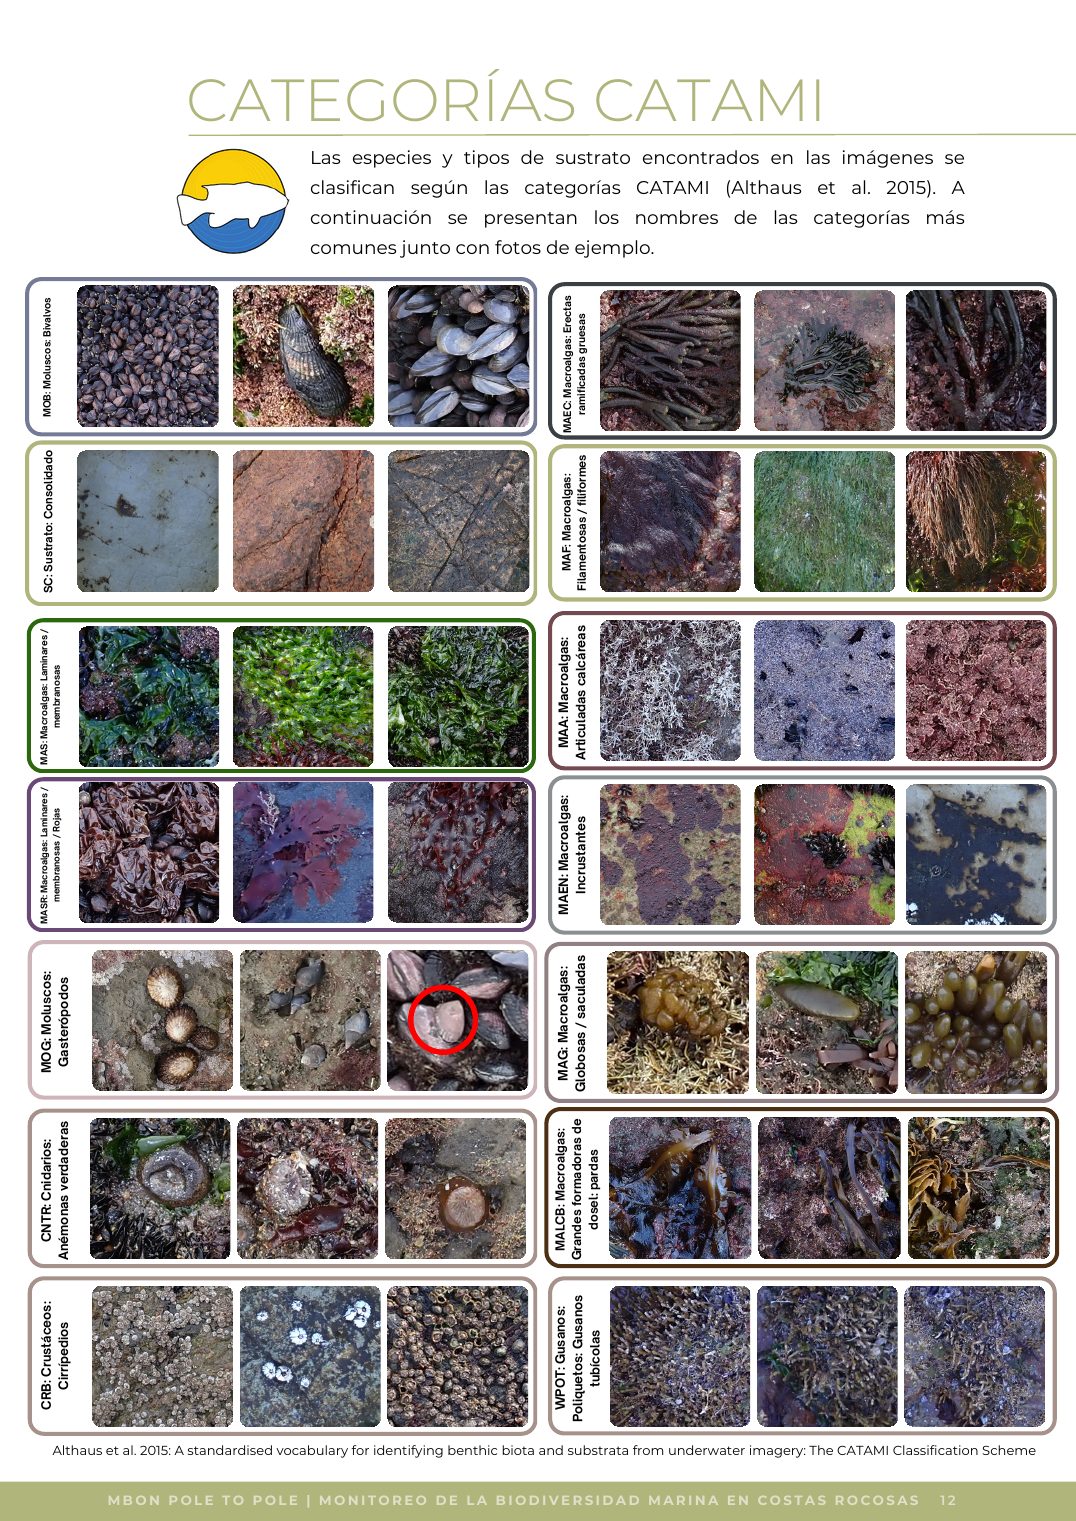 CATEGORÍAS CATAMI
Las especies y tipos de sustrato encontrados en las imágenes se
clasifican según las categorías CATAMI (Althaus et al. 2015). A
continuación se presentan los nombres de las categorías más
comunes junto con fotos de ejemplo.
MOB: Moluscos: Bivalvos
MAEC: Macroalgas: Erectas
ramificadas gruesas
SC: Sustrato: Consolidado
MAF: Macroalgas:
Filamentosas / filiformes
MAS: Macroalgas: Laminares /
membranosas
MAA: Macroalgas:
Articuladas calcáreas
MASR: Macroalgas: Laminares /
membranosas / Rojas
MAEN: Macroalgas:
Incrustantes
MOG: Moluscos:
Gasterópodos
MAG: Macroalgas:
Globosas / saculadas
CNTR: Cnidarios:
Anémonas verdaderas
MALCB: Macroalgas:
Grandes formadoras de
dosel: pardas
CRB: Crustáceos:
Cirrípedios
WPOT: Gusanos:
Poliquetos: Gusanos
tubícolas
Althaus et al. 2015: A standardised vocabulary for identifying benthic biota and substrata from underwater imagery: The CATAMI Classification Scheme
MBON POLE TO POLE | MONITOREO DE LA BIODIVERSIDAD MARINA EN COSTAS ROCOSAS 12